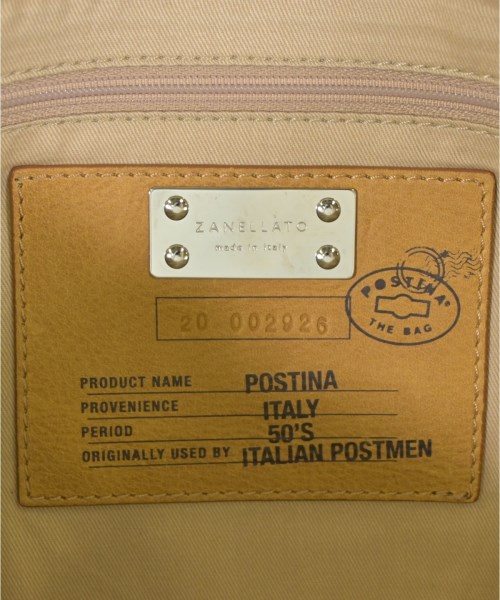 ZANELLATO
made in italy
20 002926
POSTINA®
THE BAG
PRODUCT NAME POSTINA
PROVENIENCE ITALY
PERIOD 50'S
ORIGINALLY USED BY ITALIAN POSTMEN